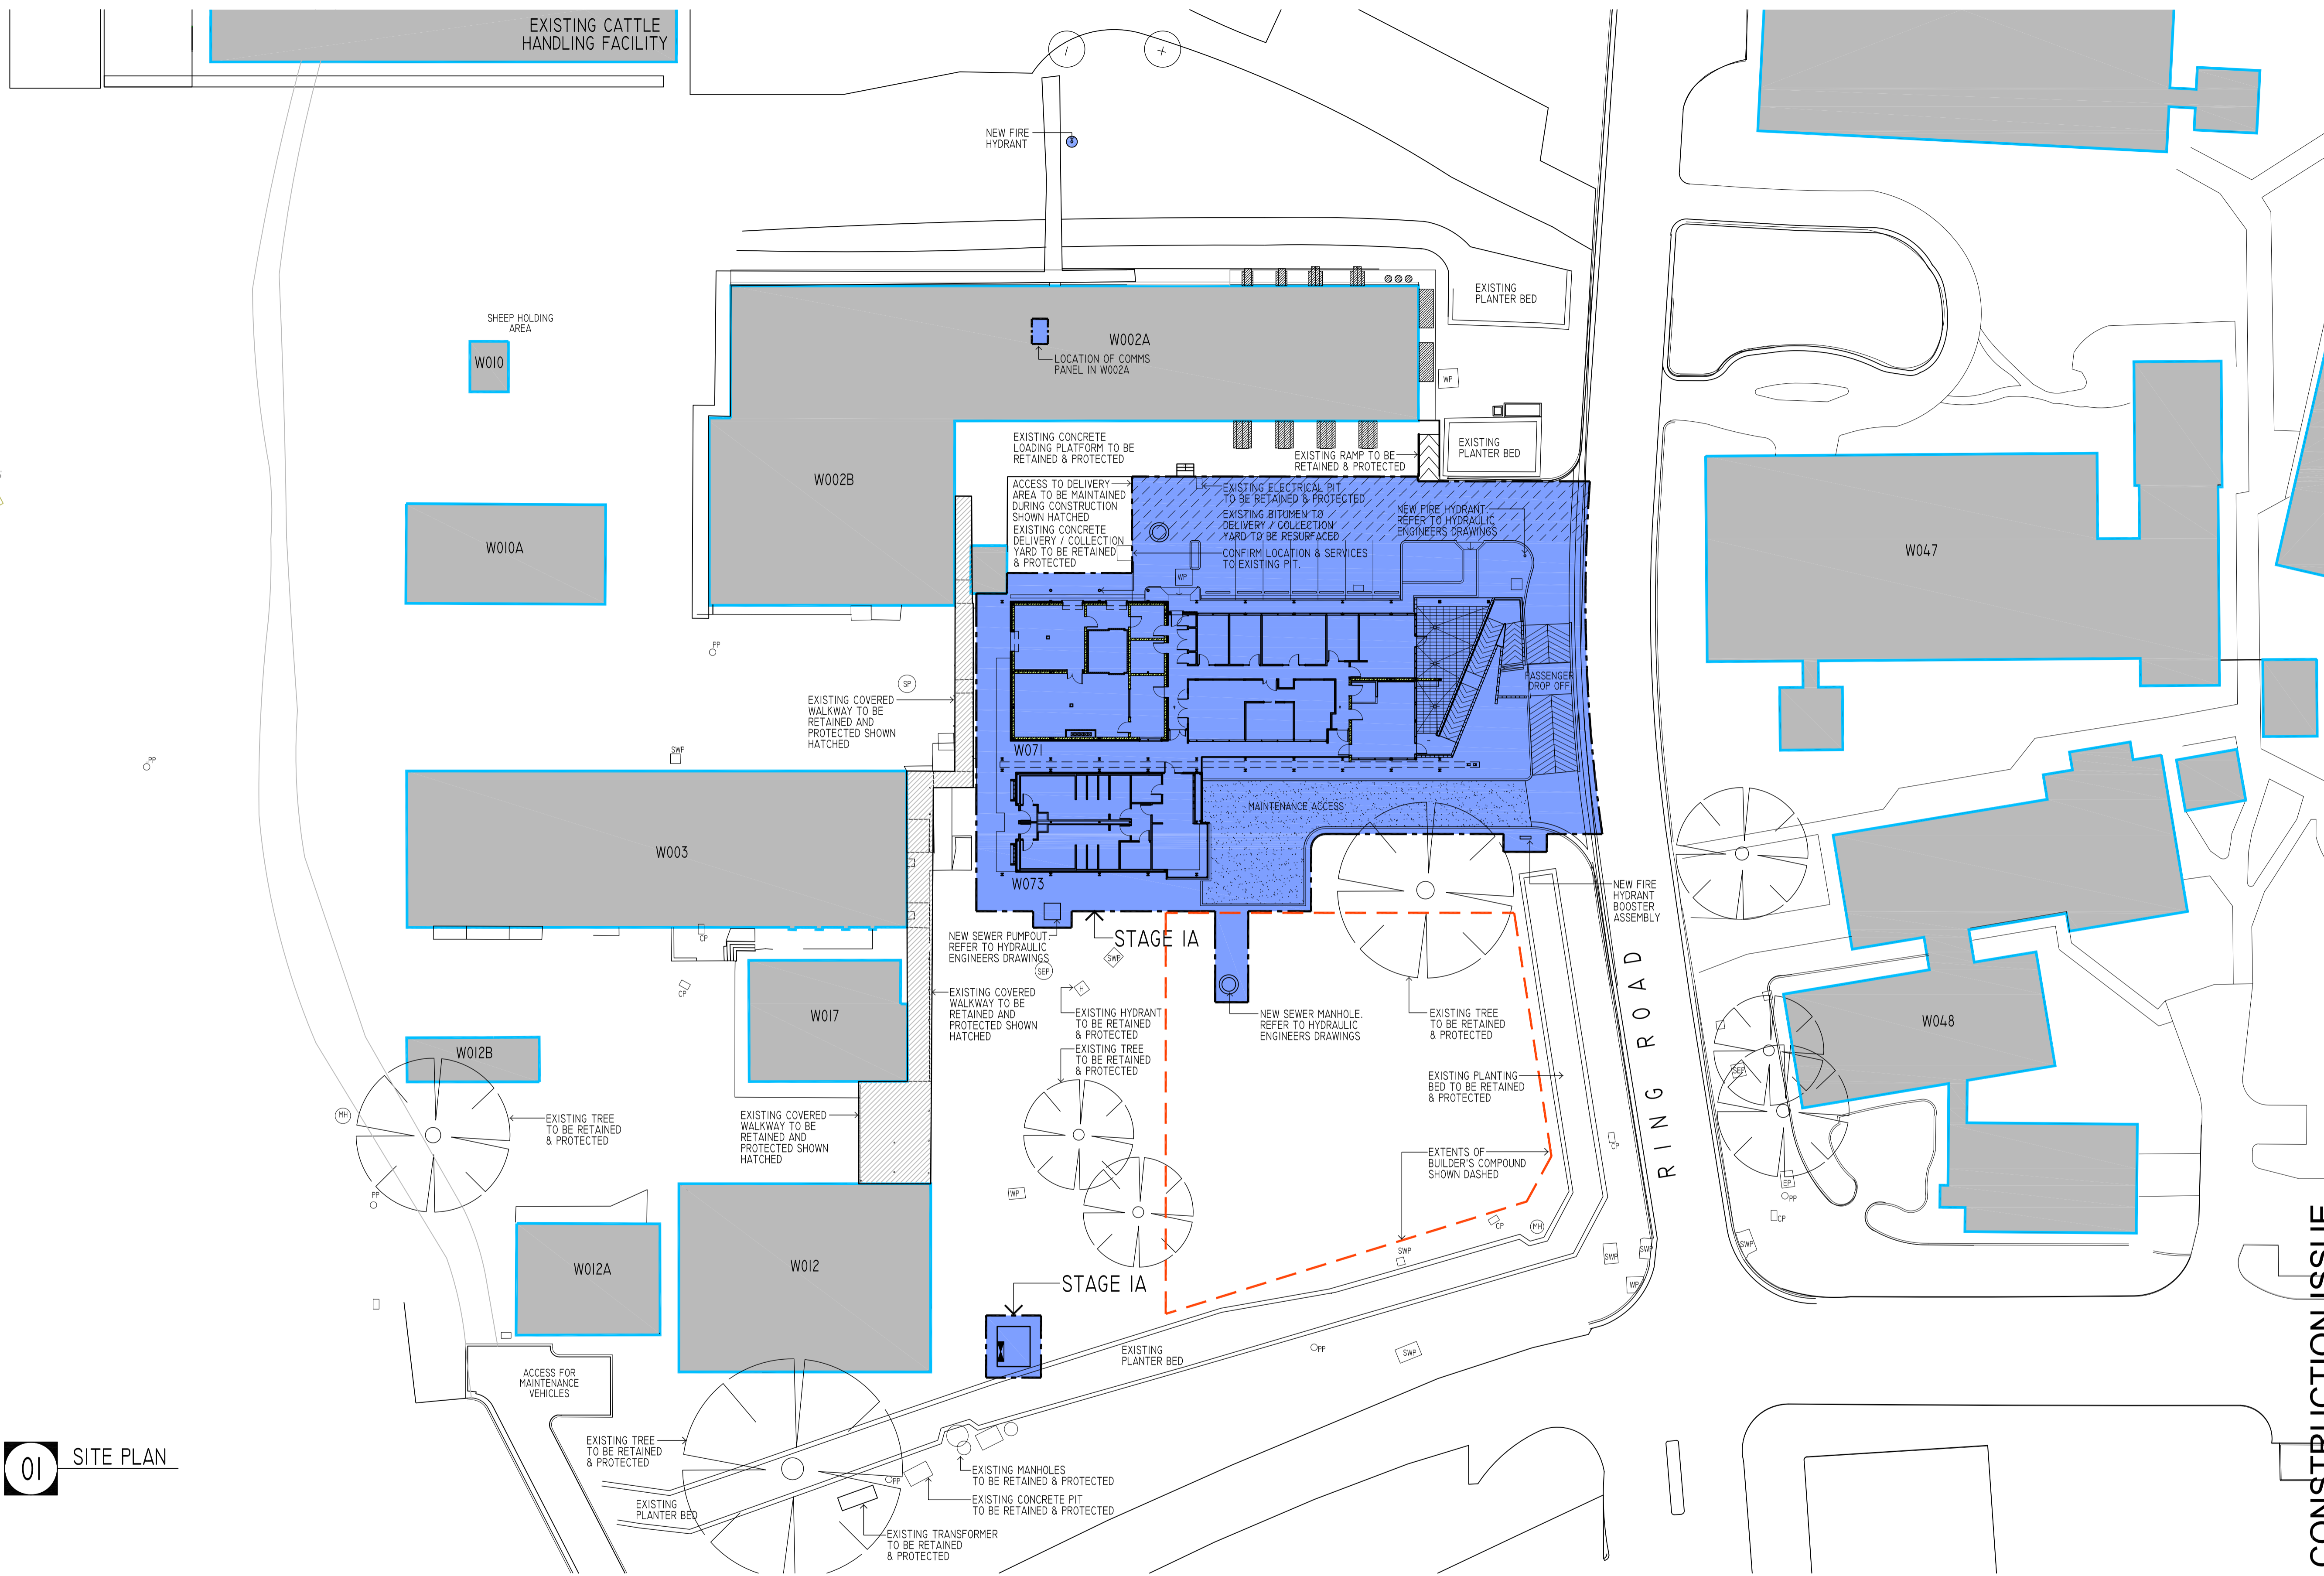 EXISTING CATTLE
HANDLING FACILITY
NEW FIRE
HYDRANT
SHEEP HOLDING
AREA
W010
W002A
LOCATION OF COMMS
PANEL IN W002A
EXISTING
PLANTER BED
WP
EXISTING CONCRETE
LOADING PLATFORM TO BE
RETAINED & PROTECTED
EXISTING RAMP TO BE
RETAINED & PROTECTED
EXISTING
PLANTER BED
W002B
ACCESS TO DELIVERY
AREA TO BE MAINTAINED
DURING CONSTRUCTION
SHOWN HATCHED
EXISTING CONCRETE
DELIVERY / COLLECTION
YARD TO BE RETAINED
& PROTECTED
EXISTING ELECTRICAL PIT
TO BE RETAINED & PROTECTED
EXISTING BITUMEN TO
DELIVERY / COLLECTION
YARD TO BE RESURFACED
NEW FIRE HYDRANT.
REFER TO HYDRAULIC
ENGINEERS DRAWINGS
CONFIRM LOCATION & SERVICES
TO EXISTING PIT.
WP
W010A
W047
PP
SP
PASSENGER
DROP OFF
EXISTING COVERED
WALKWAY TO BE
RETAINED AND
PROTECTED SHOWN
HATCHED
W071
SWP
PP
MAINTENANCE ACCESS
W003
W073
NEW FIRE
HYDRANT
BOOSTER
ASSEMBLY
CP
NEW SEWER PUMPOUT.
REFER TO HYDRAULIC
ENGINEERS DRAWINGS
STAGE 1A
SWP
SEP
H
CP
RING ROAD
EXISTING COVERED
WALKWAY TO BE
RETAINED AND
PROTECTED SHOWN
HATCHED
EXISTING HYDRANT
TO BE RETAINED
& PROTECTED
NEW SEWER MANHOLE.
REFER TO HYDRAULIC
ENGINEERS DRAWINGS
EXISTING TREE
TO BE RETAINED
& PROTECTED
W017
W048
W012B
EXISTING TREE
TO BE RETAINED
& PROTECTED
SEP
EXISTING PLANTING
BED TO BE RETAINED
& PROTECTED
MH
EXISTING TREE
TO BE RETAINED
& PROTECTED
EXISTING COVERED
WALKWAY TO BE
RETAINED AND
PROTECTED SHOWN
HATCHED
CP
EXTENTS OF
BUILDER'S COMPOUND
SHOWN DASHED
EP
PP
CP
PP
WP
CP
MH
SWP
SWP
SWP
SWP
WP
W012A
W012
STAGE 1A
EXISTING
PLANTER BED
PP
SWP
ACCESS FOR
MAINTENANCE
VEHICLES
EXISTING TREE
TO BE RETAINED
& PROTECTED
PP
EXISTING MANHOLES
TO BE RETAINED & PROTECTED
EXISTING CONCRETE PIT
TO BE RETAINED & PROTECTED
EXISTING
PLANTER BED
EXISTING TRANSFORMER
TO BE RETAINED
& PROTECTED
01
SITE PLAN
CONSTRUCTION ISSUE